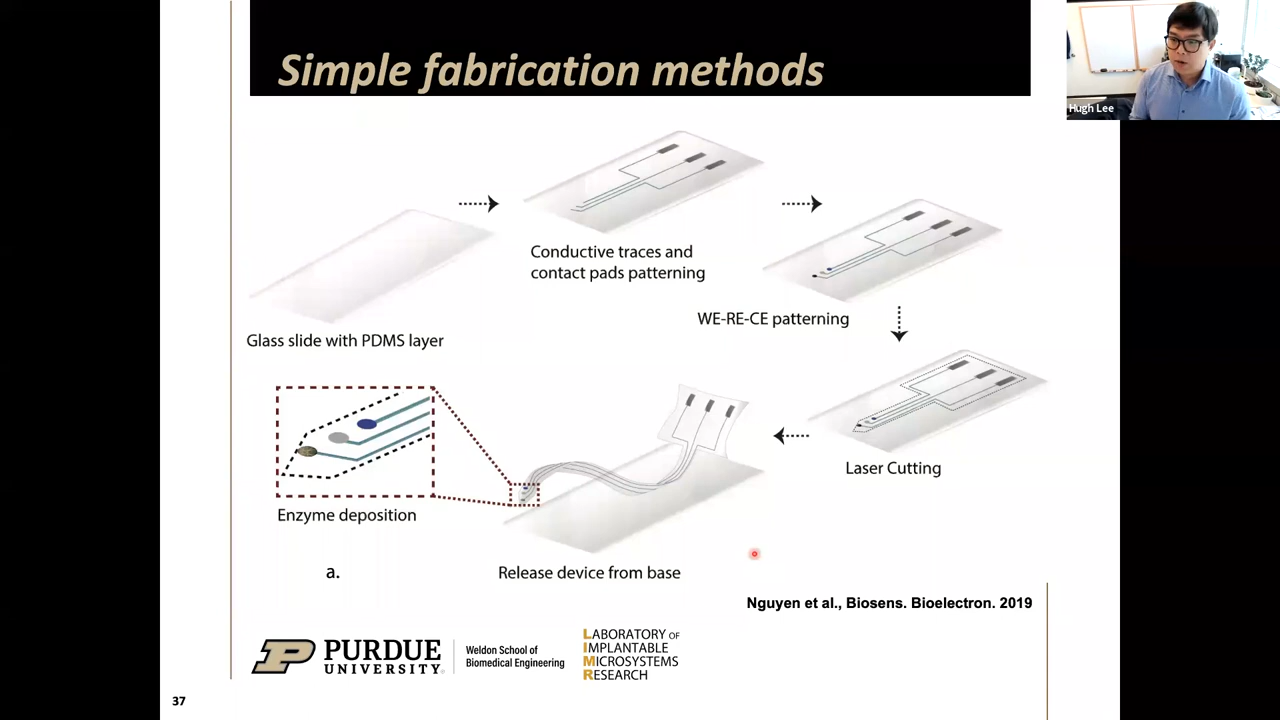 Simple fabrication methods
Hugh Lee
Conductive traces and
contact pads patterning
WE-RE-CE patterning
Glass slide with PDMS layer
Laser Cutting
Enzyme deposition
a.
Release device from base
Nguyen et al., Biosens. Bioelectron. 2019
P PURDUE
UNIVERSITY
Weldon School of
Biomedical Engineering
LABORATORY OF
IMPLANTABLE
MICROSYSTEMS
RESEARCH
37